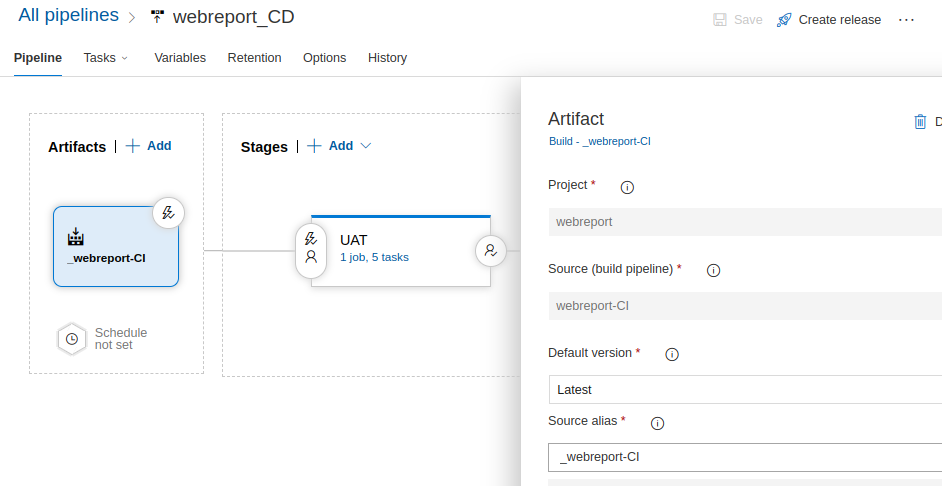 All pipelines > webreport_CD
Save Create release ...
Pipeline Tasks Variables Retention Options History
Artifacts | + Add
_webreport-CI
Schedule
not set
Stages | + Add
UAT
1 job, 5 tasks
Artifact
D
Build - _webreport-CI
Project *
webreport
Source (build pipeline) *
webreport-CI
Default version *
Latest
Source alias *
_webreport-CI